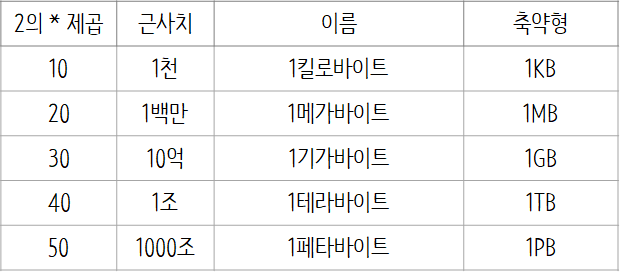 2의 * 제곱 근사치 이름 축약형
10 1천 1킬로바이트 1KB
20 1백만 1메가바이트 1MB
30 10억 1기가바이트 1GB
40 1조 1테라바이트 1TB
50 1000조 1페타바이트 1PB